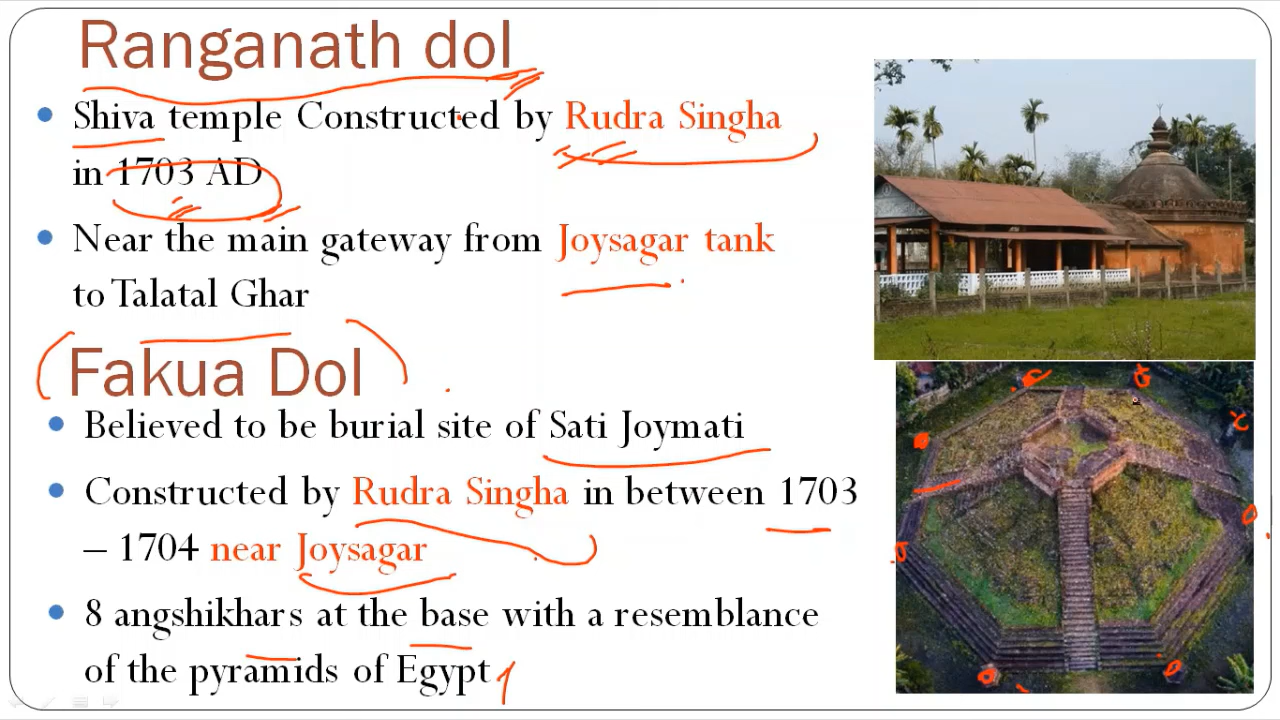 Ranganath dol
Shiva temple Constructed by Rudra Singha
in 1703 AD
Near the main gateway from Joysagar tank
to Talatal Ghar
Fakua Dol
Believed to be burial site of Sati Joymati
Constructed by Rudra Singha in between 1703
– 1704 near Joysagar
8 angshikhars at the base with a resemblance
of the pyramids of Egypt